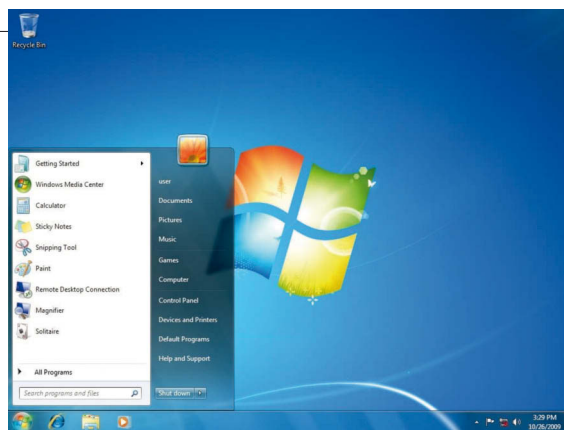 Recycle Bin
Getting Started
Windows Media Center
Calculator
Sticky Notes
Snipping Tool
Paint
Remote Desktop Connection
Magnifier
Solitaire
All Programs
Search programs and files
user
Documents
Pictures
Music
Games
Computer
Control Panel
Devices and Printers
Default Programs
Help and Support
Shut down
3:29 PM
10/26/2009